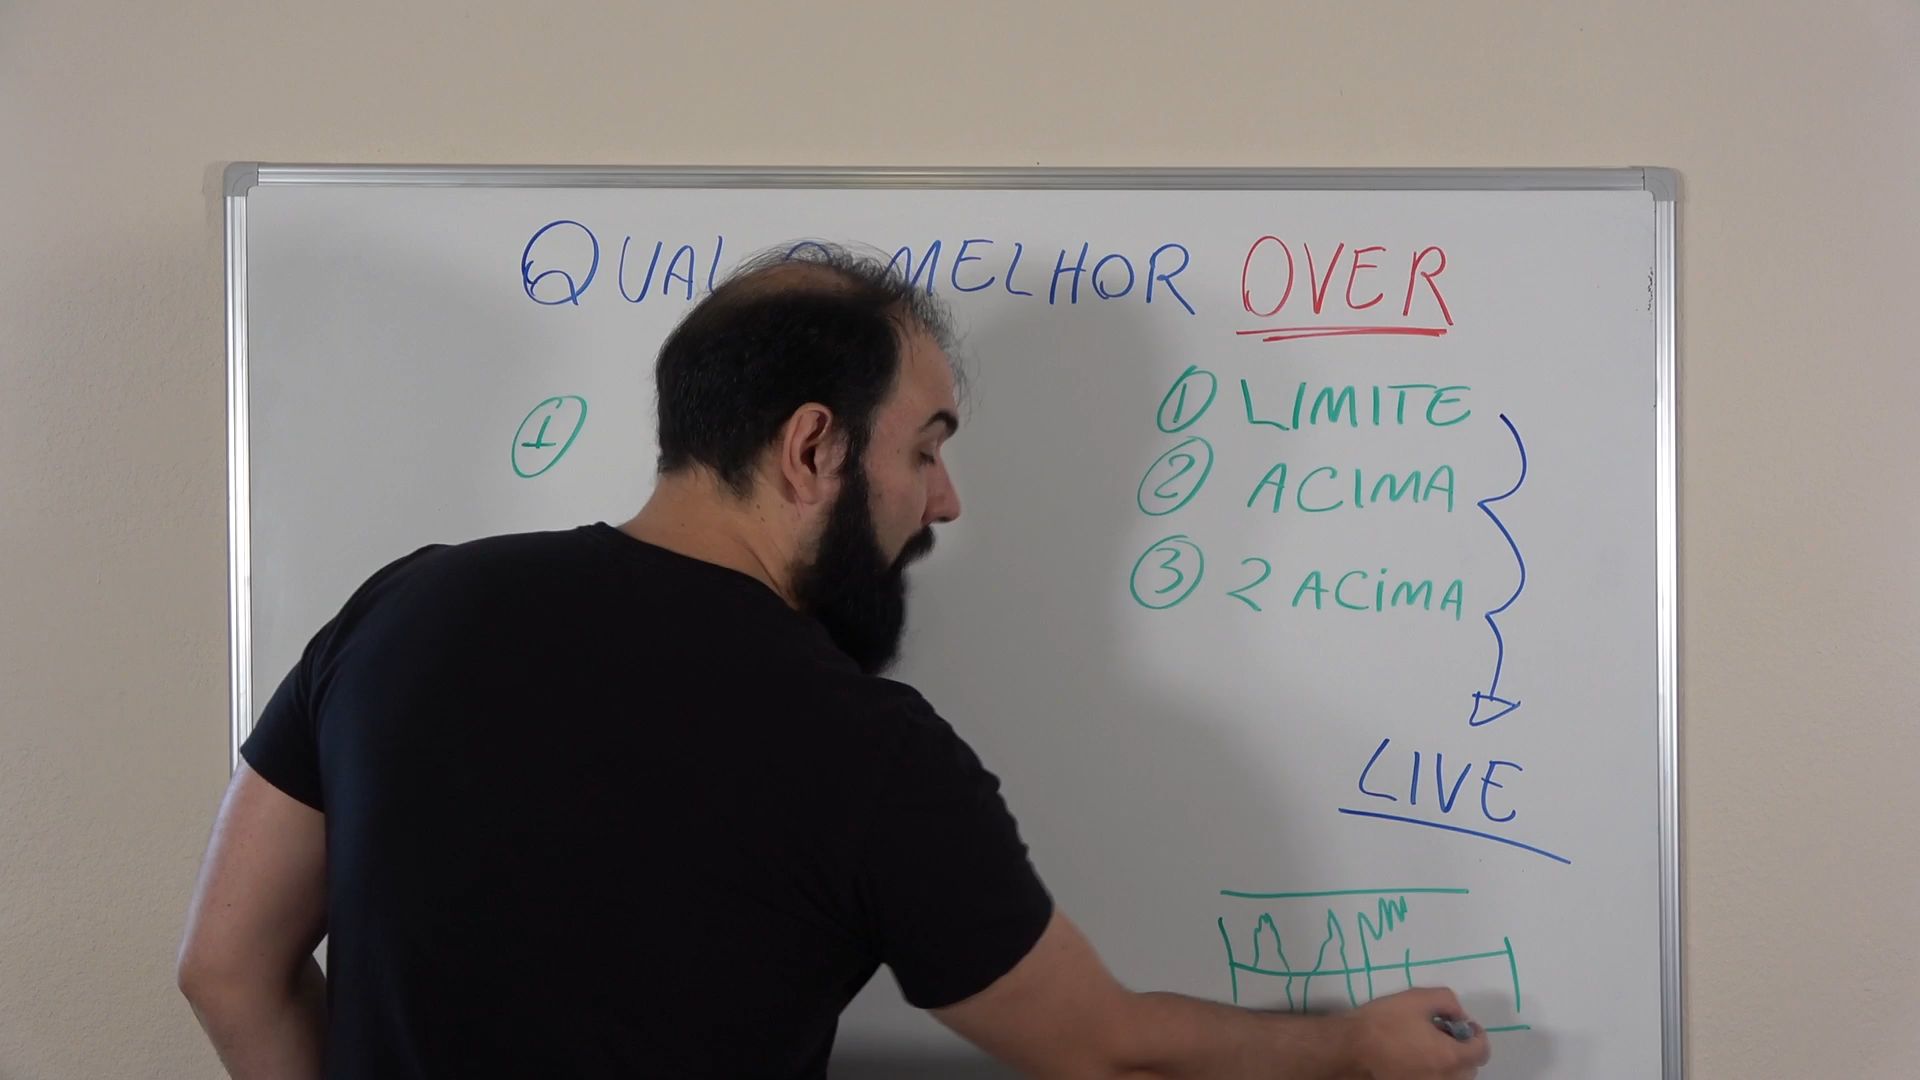 QUAL O MELHOR OVER
1
1 LIMITE
2 ACIMA
3 2 ACIMA
LIVE